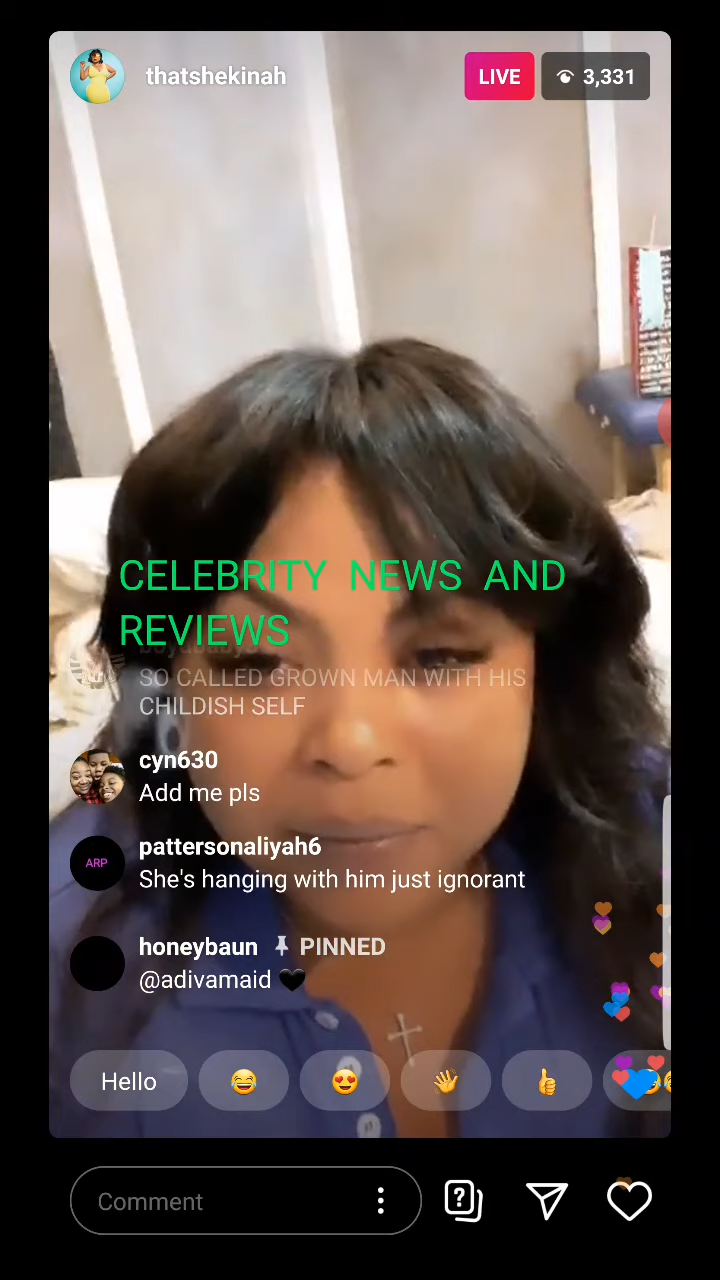 thatshekinah
LIVE
3,331
CELEBRITY NEWS AND
REVIEWS
SO CALLED GROWN MAN WITH HIS
CHILDISH SELF
cyn630
Add me pls
ARP
pattersonaliyah6
She's hanging with him just ignorant
honeybaun PINNED
@adivamaid 🖤
Hello 😂 😍 👋 👍
Comment